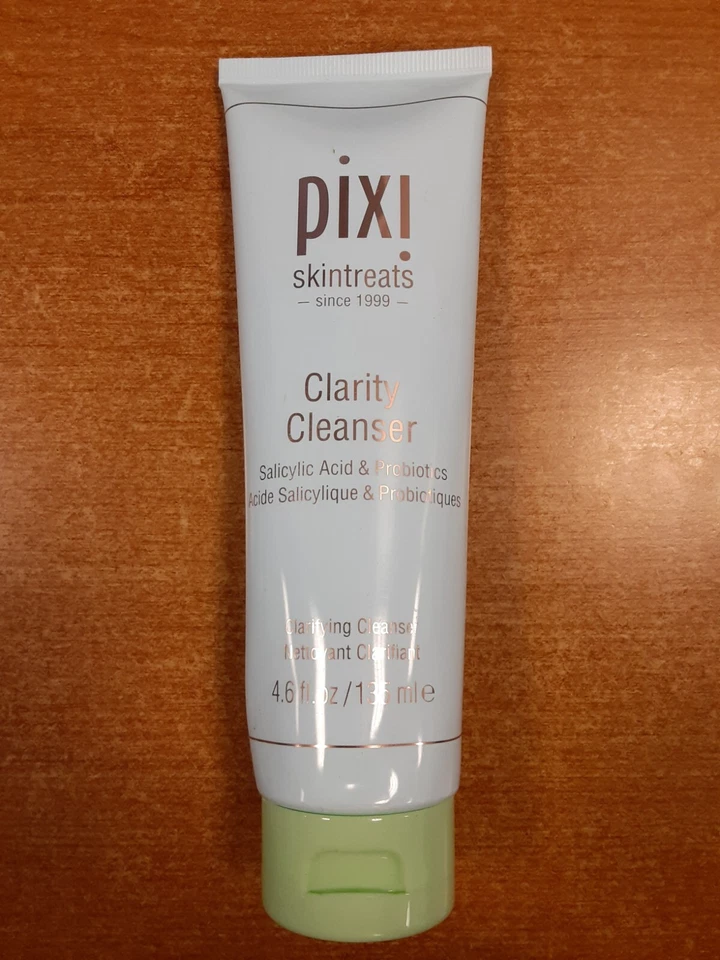 pixi
skintreats
— since 1999 —
Clarity
Cleanser
Salicylic Acid & Probiotics
Acide Salicylique & Probiotiques
Clarifying Cleanser
Nettoyant Clarifiant
4.6 fl. oz / 135 ml e